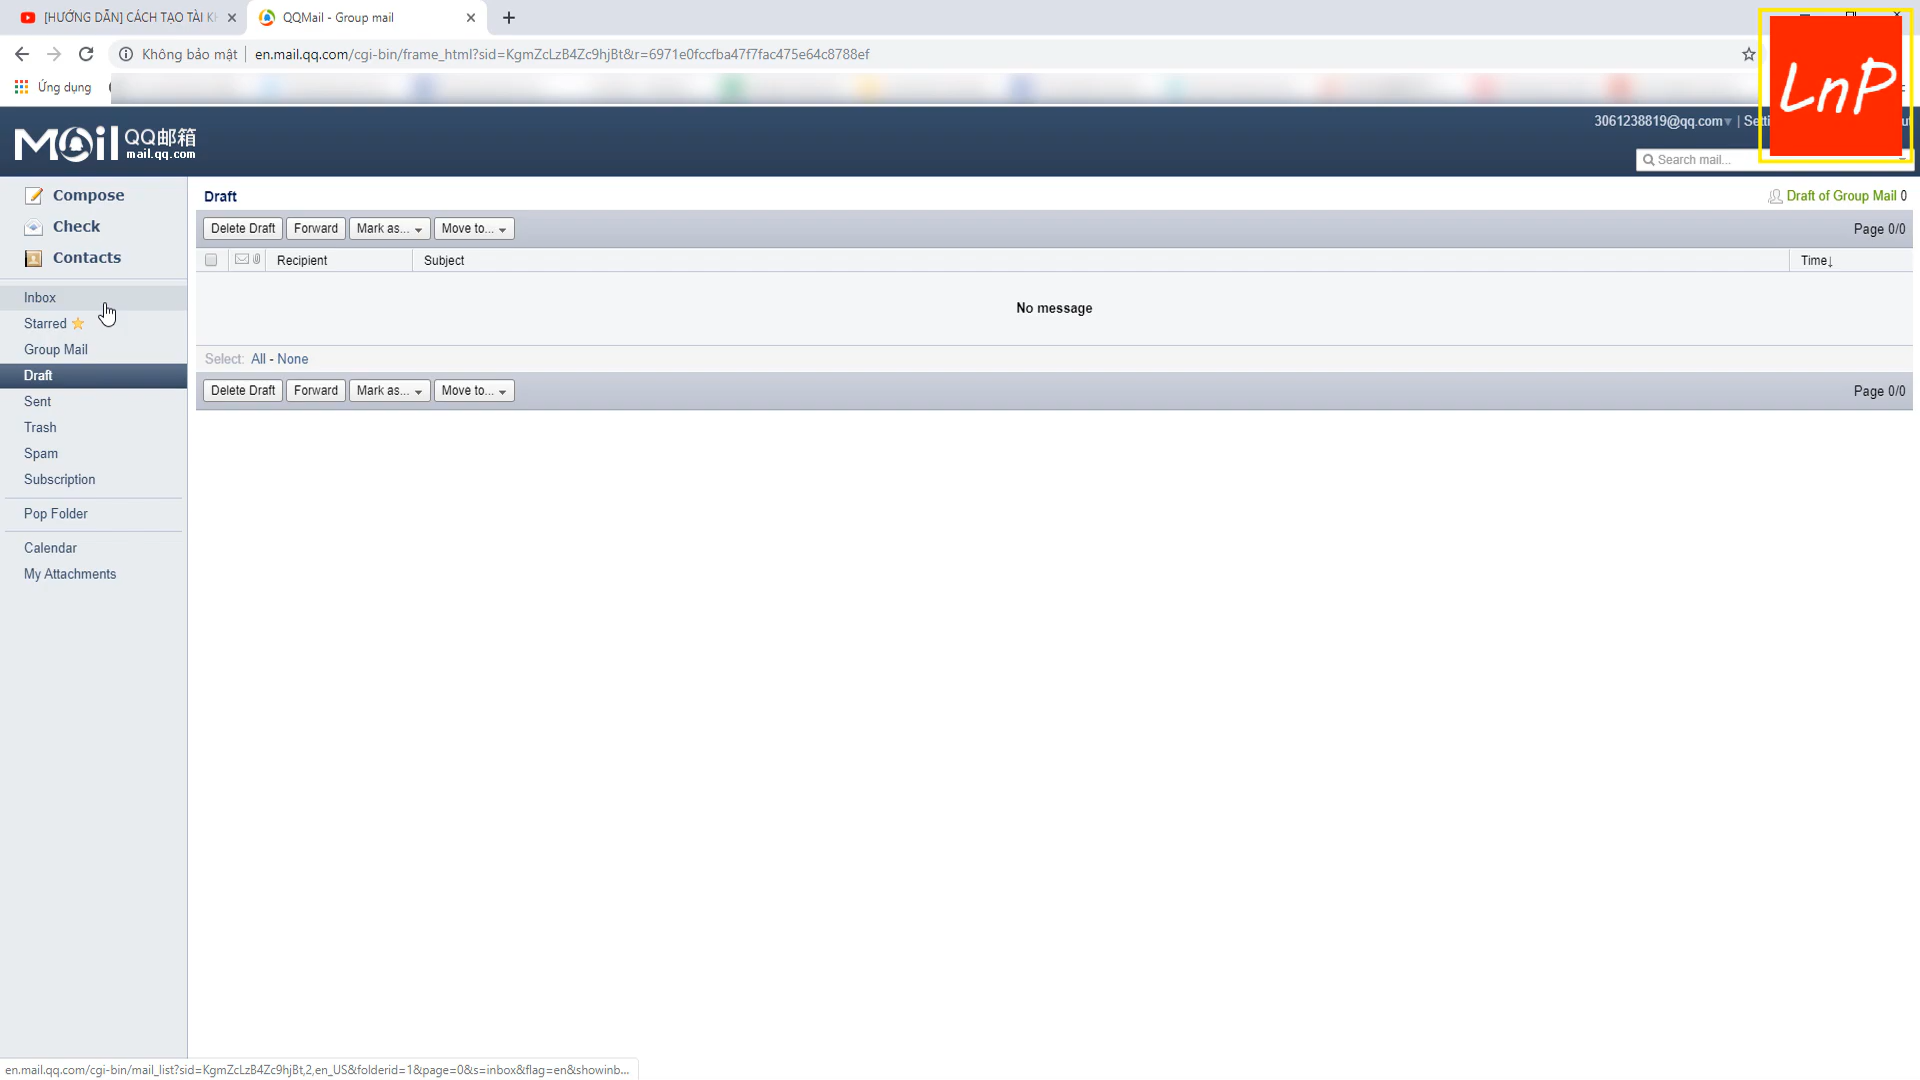 [HƯỚNG DẪN] CÁCH TẠO TÀI K
QQMail - Group mail
Không bảo mật
en.mail.qq.com/cgi-bin/frame_html?sid=KgmZcLzB4Zc9hjBt&r=6971e0fccfba47f7fac475e64c8788ef
Ứng dụng
LnP
Mail QQ邮箱
mail.qq.com
3061238819@qq.com | Setti
Search mail...
Compose
Check
Contacts
Inbox
Starred
Group Mail
Draft
Sent
Trash
Spam
Subscription
Pop Folder
Calendar
My Attachments
Draft
Draft of Group Mail 0
Delete Draft Forward Mark as... Move to... Page 0/0
Recipient Subject Time↓
No message
Select: All - None
Delete Draft Forward Mark as... Move to... Page 0/0
en.mail.qq.com/cgi-bin/mail_list?sid=KgmZcLzB4Zc9hjBt,2,en_US&folderid=1&page=0&s=inbox&flag=en&showinb...